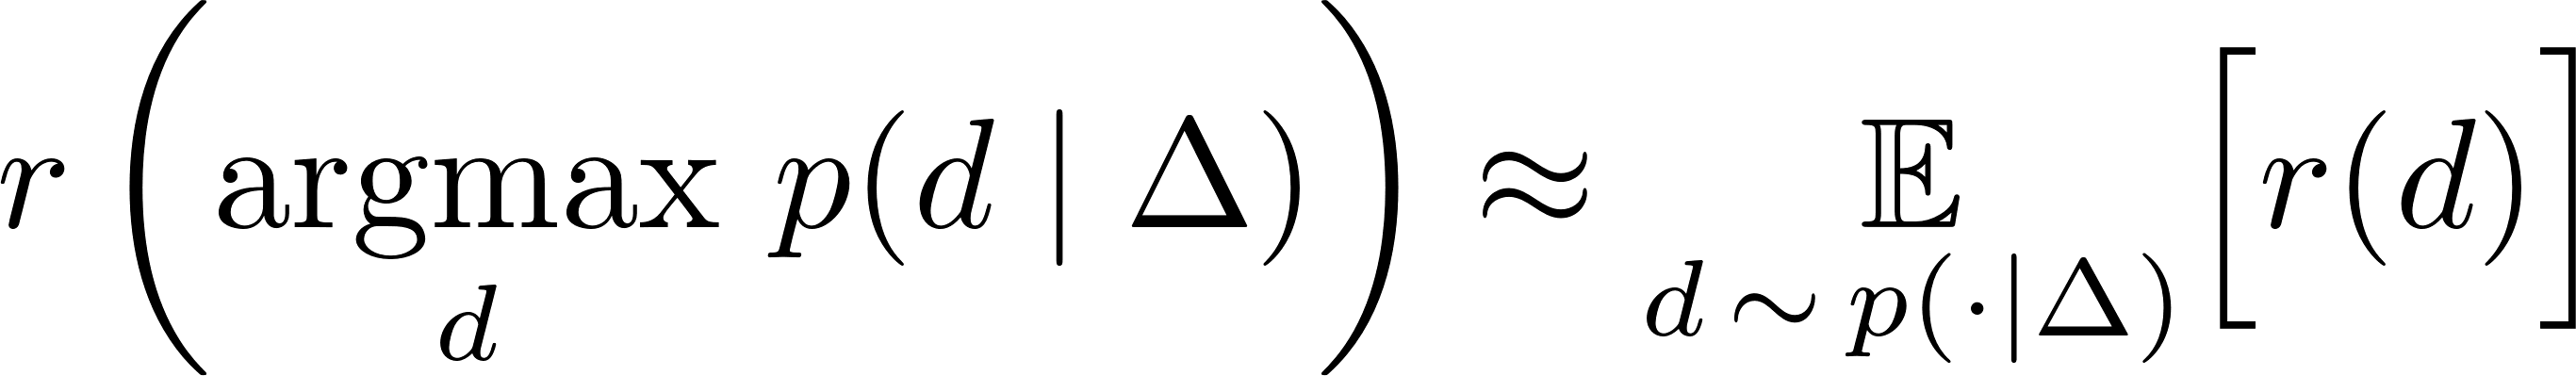 r ( argmax_d p(d | Δ) ) ≈ 𝔼_{d ∼ p(·|Δ)} [r(d)]